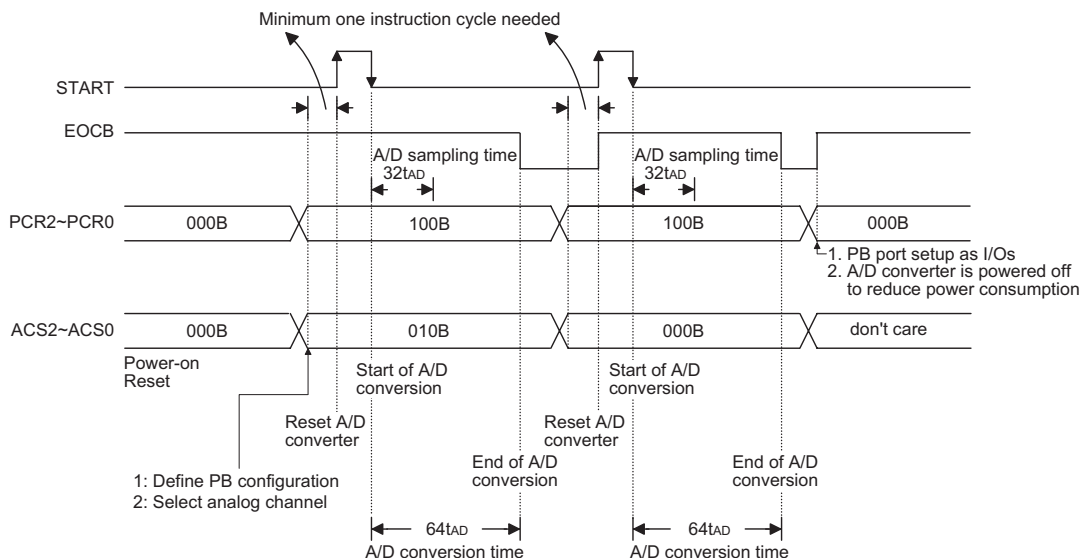 Minimum one instruction cycle needed
START
EOCB
A/D sampling time
32tAD
A/D sampling time
32tAD
PCR2~PCR0
000B
100B
100B
000B
1. PB port setup as I/Os
2. A/D converter is powered off
to reduce power consumption
ACS2~ACS0
000B
010B
000B
don't care
Power-on
Reset
Start of A/D
conversion
Start of A/D
conversion
Reset A/D
converter
Reset A/D
converter
1: Define PB configuration
2: Select analog channel
End of A/D
conversion
End of A/D
conversion
64tAD
A/D conversion time
64tAD
A/D conversion time